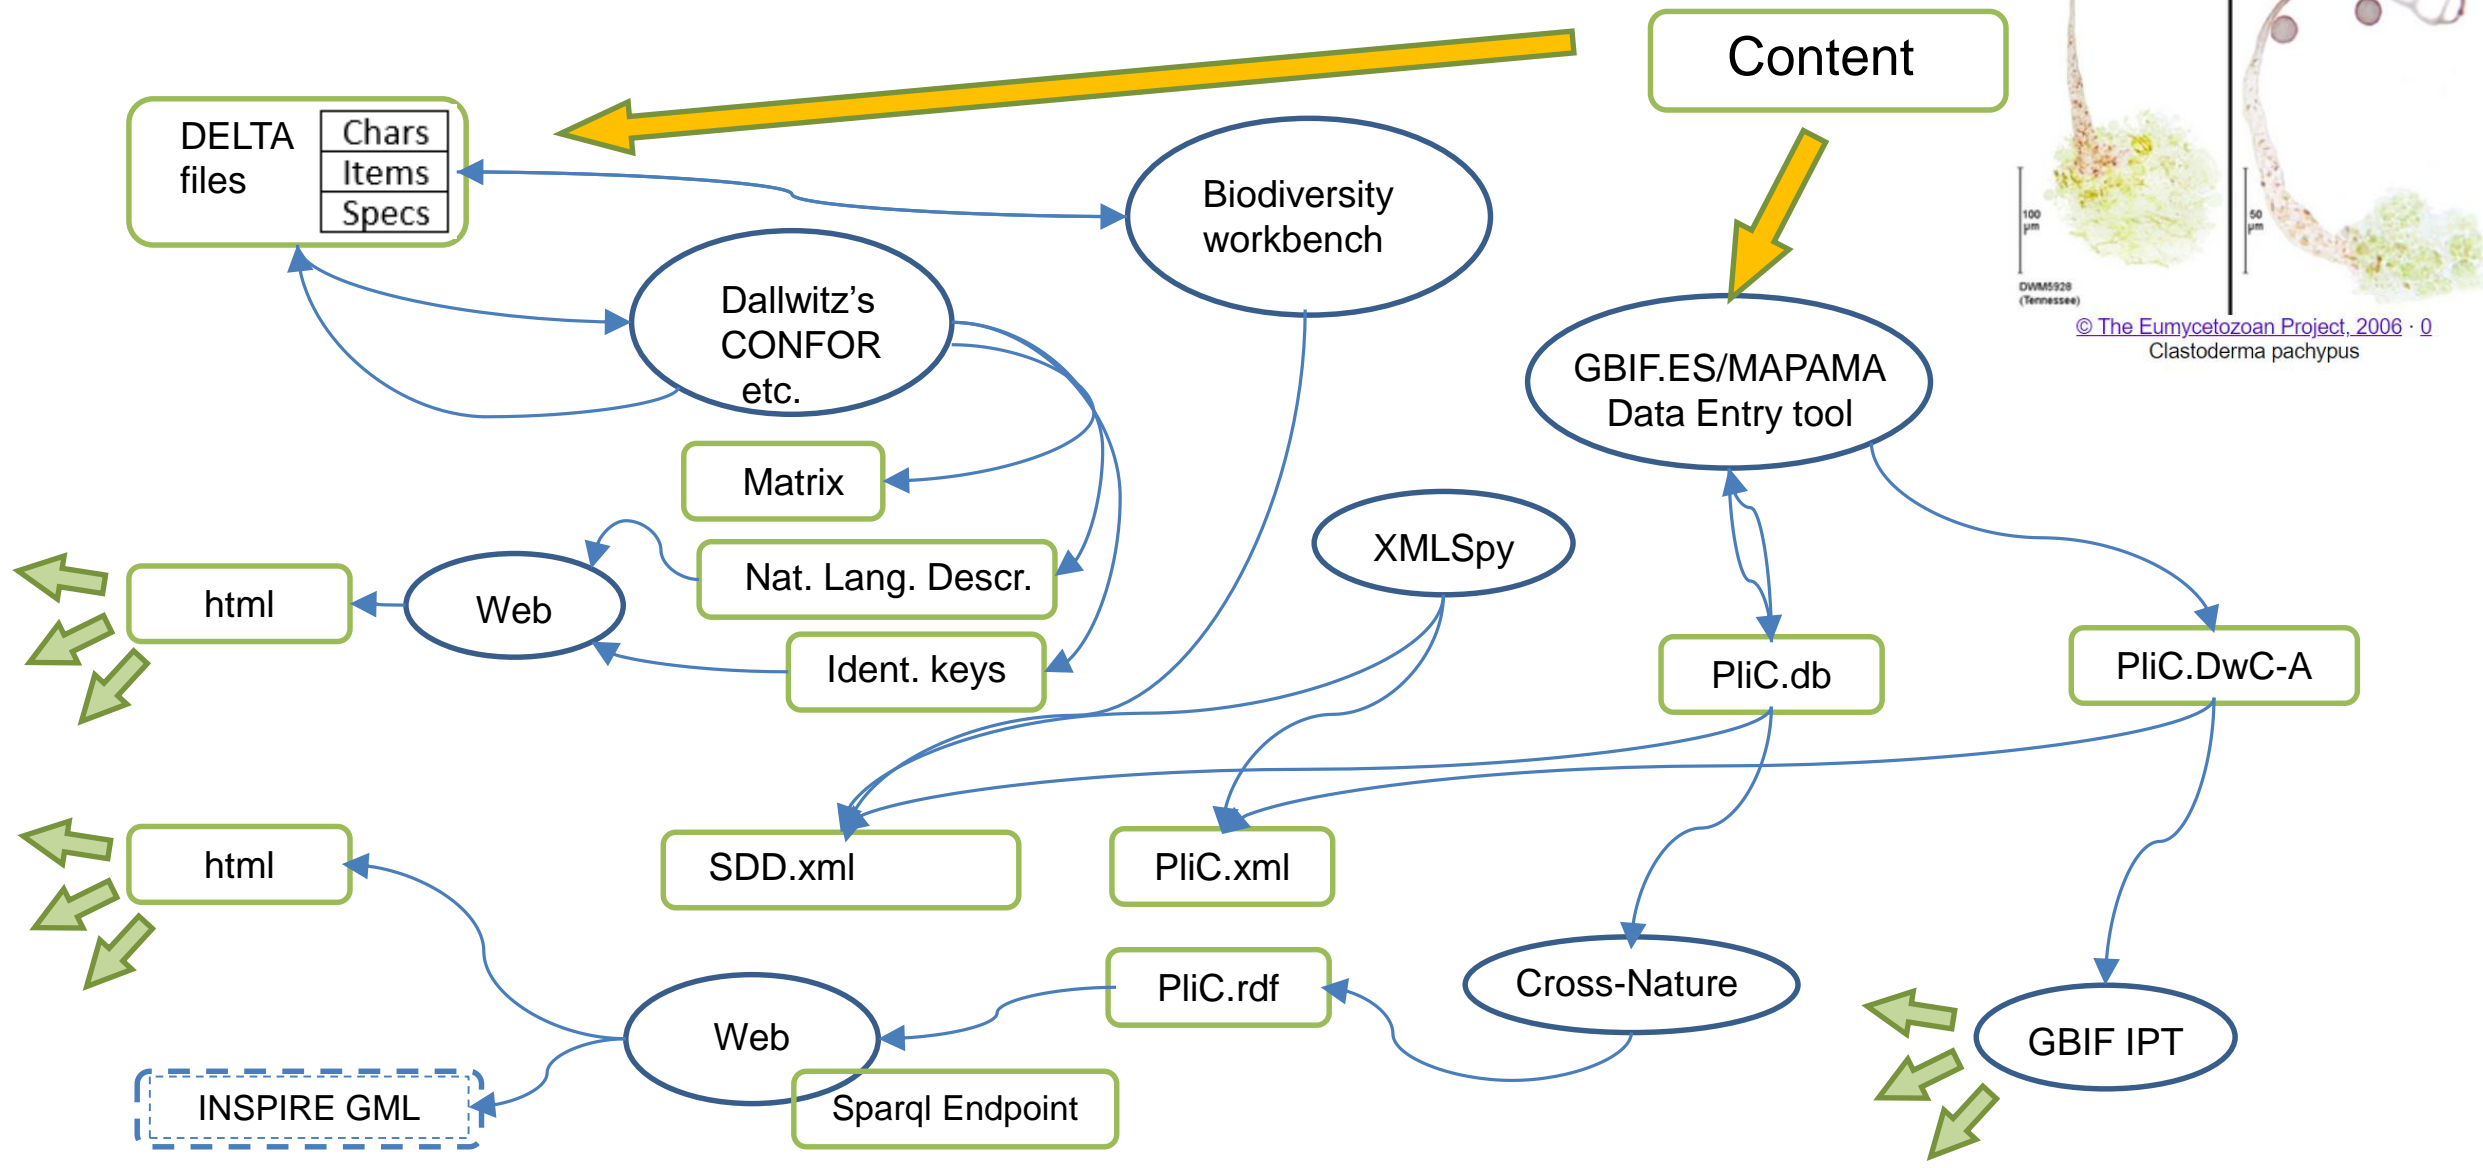 Content
DELTA
files
Chars
Items
Specs
Biodiversity
workbench
Dallwitz’s
CONFOR
etc.
100
µm
50
µm
DWM5928
(Tennessee)
© The Eumycetozoan Project, 2006 · 0
Clastoderma pachypus
GBIF.ES/MAPAMA
Data Entry tool
Matrix
XMLSpy
Nat. Lang. Descr.
html
Web
Ident. keys
PliC.db
PliC.DwC-A
html
SDD.xml
PliC.xml
PliC.rdf
Cross-Nature
Web
GBIF IPT
INSPIRE GML
Sparql Endpoint